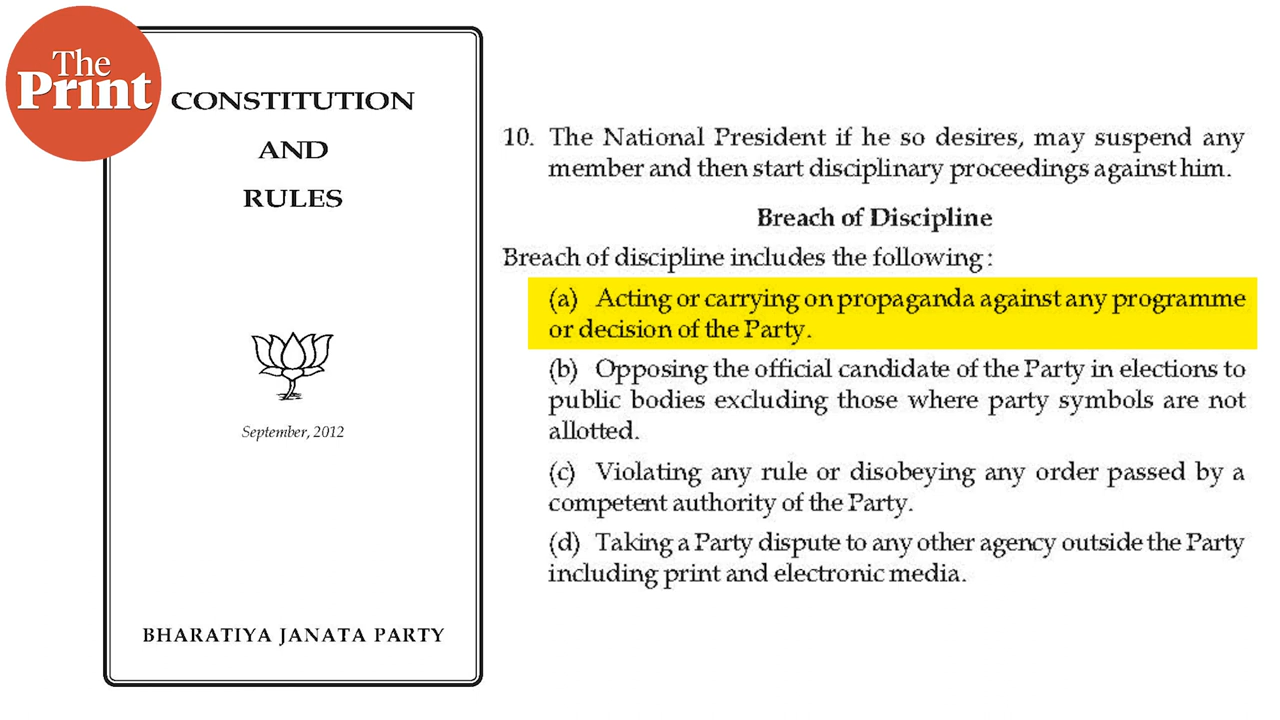 The
Print
CONSTITUTION
AND
RULES
September, 2012
BHARATIYA JANATA PARTY
10. The National President if he so desires, may suspend any
member and then start disciplinary proceedings against him.
Breach of Discipline
Breach of discipline includes the following :
(a) Acting or carrying on propaganda against any programme
or decision of the Party.
(b) Opposing the official candidate of the Party in elections to
public bodies excluding those where party symbols are not
allotted.
(c) Violating any rule or disobeying any order passed by a
competent authority of the Party.
(d) Taking a Party dispute to any other agency outside the Party
including print and electronic media.